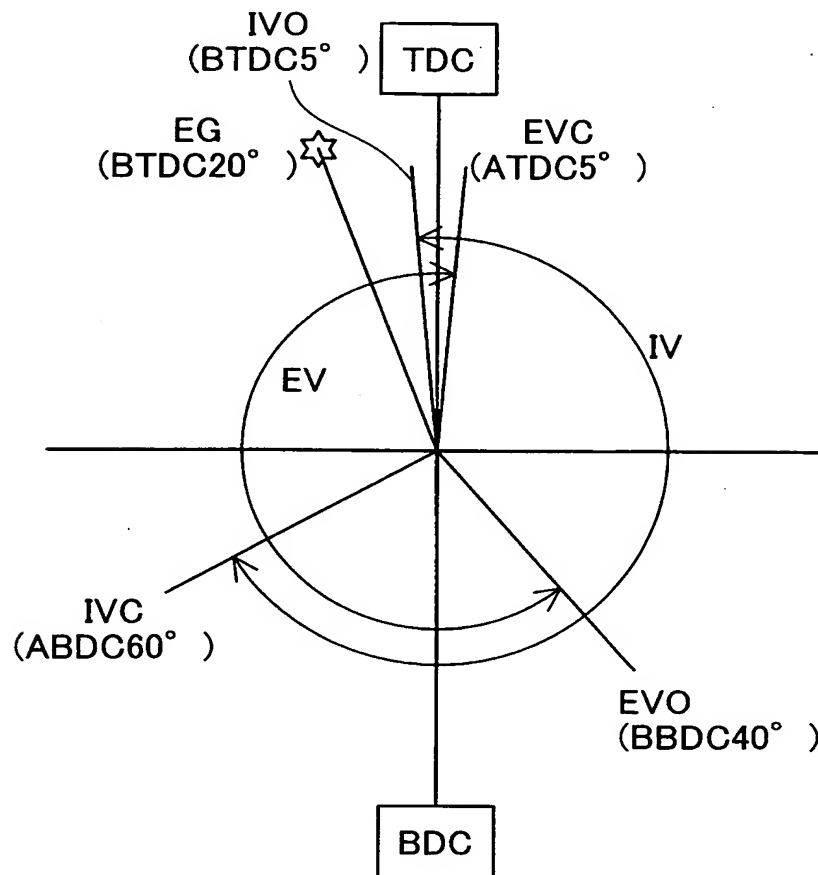 IVO
(BTDC5° )
TDC
EG
(BTDC20° )
EVC
(ATDC5° )
IV
EV
IVC
(ABDC60° )
EVO
(BBDC40° )
BDC